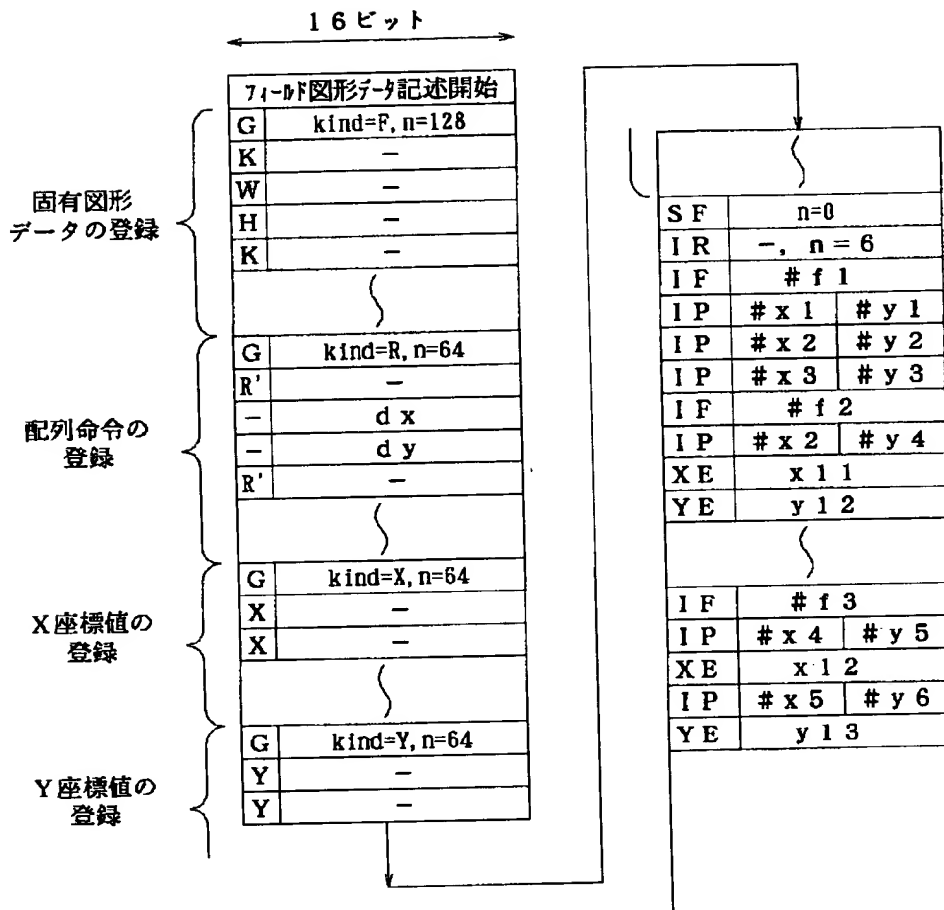 16ビット
フィールド図形データ記述開始
固有図形
データの登録
G kind=F, n=128
K －
W －
H －
K －
配列命令の
登録
G kind=R, n=64
R' －
－ dx
－ dy
R' －
X座標値の
登録
G kind=X, n=64
X －
X －
Y座標値の
登録
G kind=Y, n=64
Y －
Y －
SF n=0
IR －, n=6
IF #f1
IP #x1 #y1
IP #x2 #y2
IP #x3 #y3
IF #f2
IP #x2 #y4
XE x11
YE y12
IF #f3
IP #x4 #y5
XE x12
IP #x5 #y6
YE y13